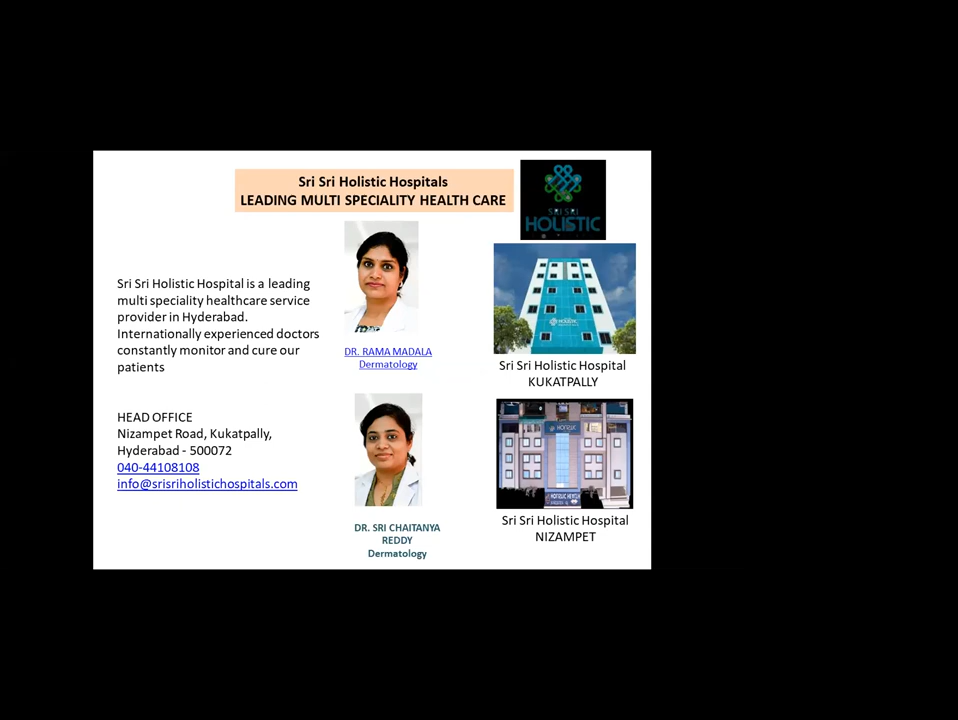 Sri Sri Holistic Hospitals
LEADING MULTI SPECIALITY HEALTH CARE
SRI SRI
HOLISTIC
Sri Sri Holistic Hospital is a leading
multi speciality healthcare service
provider in Hyderabad.
Internationally experienced doctors
constantly monitor and cure our
patients
DR. RAMA MADALA
Dermatology
Sri Sri Holistic Hospital
KUKATPALLY
HEAD OFFICE
Nizampet Road, Kukatpally,
Hyderabad - 500072
040-44108108
info@srisriholistichospitals.com
DR. SRI CHAITANYA
REDDY
Dermatology
Sri Sri Holistic Hospital
NIZAMPET